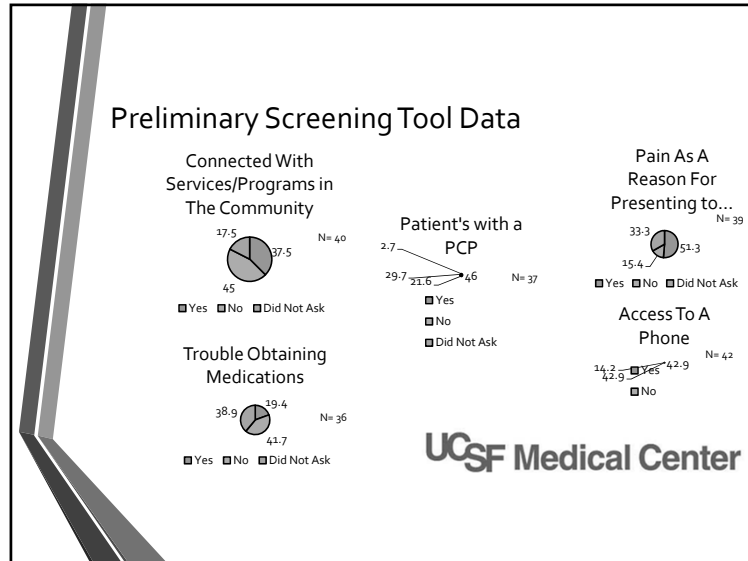 Preliminary Screening Tool Data
Connected With
Services/Programs in
The Community
17.5
37.5
45
N= 40
Yes No Did Not Ask
Trouble Obtaining
Medications
38.9
19.4
41.7
N= 36
Yes No Did Not Ask
Patient's with a
PCP
2.7
29.7
21.6
46
N= 37
Yes
No
Did Not Ask
Pain As A
Reason For
Presenting to...
N= 39
33.3
51.3
15.4
Yes No Did Not Ask
Access To A
Phone
N= 42
14.2
42.9
42.9
Yes
No
UCSF Medical Center